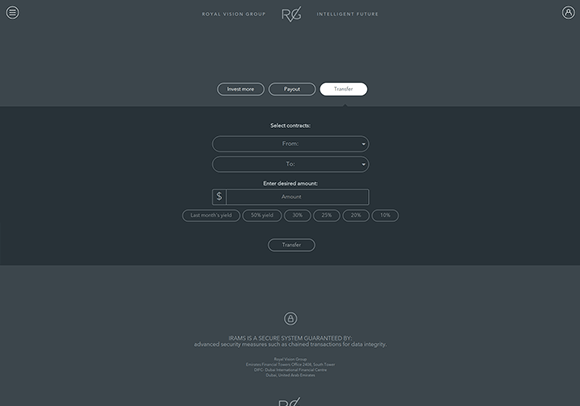 ROYAL VISION GROUP
RVG
INTELLIGENT FUTURE
Invest more
Payout
Transfer
Select contracts:
From:
To:
Enter desired amount:
$
Amount
Last month's yield
50% yield
30%
25%
20%
10%
Transfer
IRAMS IS A SECURE SYSTEM GUARANTEED BY:
advanced security measures such as chained transactions for data integrity.
Royal Vision Group
Emirates Financial Towers Office 2408, South Tower
DIFC- Dubai International Financial Centre
Dubai, United Arab Emirates